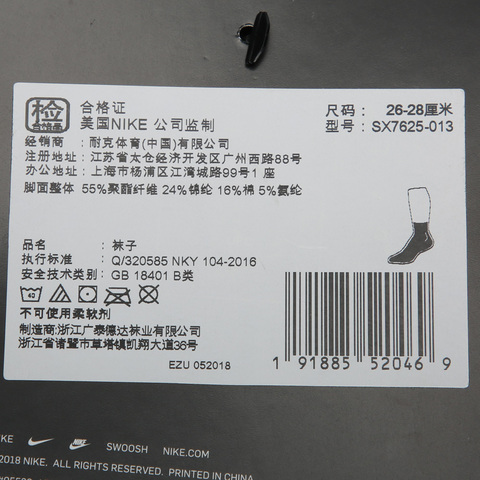 检
合格品
合格证
美国NIKE 公司监制
尺码: 26-28厘米
型号: SX7625-013
经销商 : 耐克体育(中国)有限公司
注册地址: 江苏省太仓经济开发区广州西路88号
办公地址: 上海市杨浦区江湾城路99号1 座
脚面整体 55%聚酯纤维 24%锦纶 16%棉 5%氨纶
品名: 袜子
执行标准: Q/320585 NKY 104-2016
安全技术类别: GB 18401 B类
40
不可使用柔软剂
制造商:浙江广泰德达袜业有限公司
浙江省诸暨市草塔镇凯翔大道36号
EZU 052018
1 91885 52046 9
SWOOSH NIKE.COM
2018 NIKE. ALL RIGHTS RESERVED. PRINTED IN CHINA